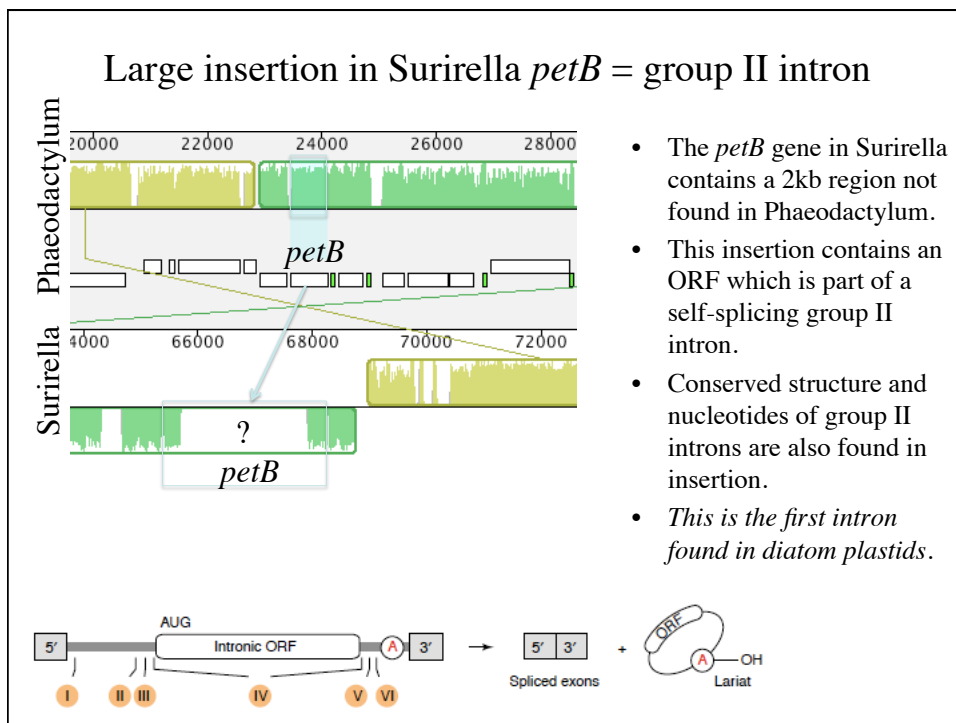 Large insertion in Surirella petB = group II intron
Phaeodactylum
20000 22000 24000 26000 28000
petB
Surirella
64000 66000 68000 70000 72000
?
petB
• The petB gene in Surirella
contains a 2kb region not
found in Phaeodactylum.
• This insertion contains an
ORF which is part of a
self-splicing group II
intron.
• Conserved structure and
nucleotides of group II
introns are also found in
insertion.
• This is the first intron
found in diatom plastids.
AUG
5′ Intronic ORF A 3′ → 5′ 3′ + ORF A OH
Spliced exons Lariat
I II III IV V VI